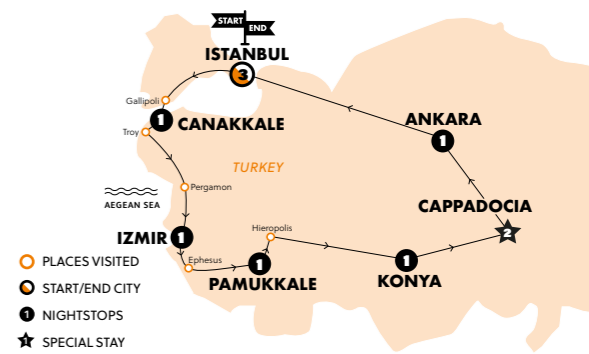 START
END
ISTANBUL
3
Gallipoli
1 CANAKKALE
Troy
ANKARA
1
TURKEY
Pergamon
AEGEAN SEA
CAPPADOCIA
2
Hieropolis
IZMIR 1
Ephesus
1
PAMUKKALE
1
KONYA
PLACES VISITED
START/END CITY
1 NIGHTSTOPS
1 SPECIAL STAY